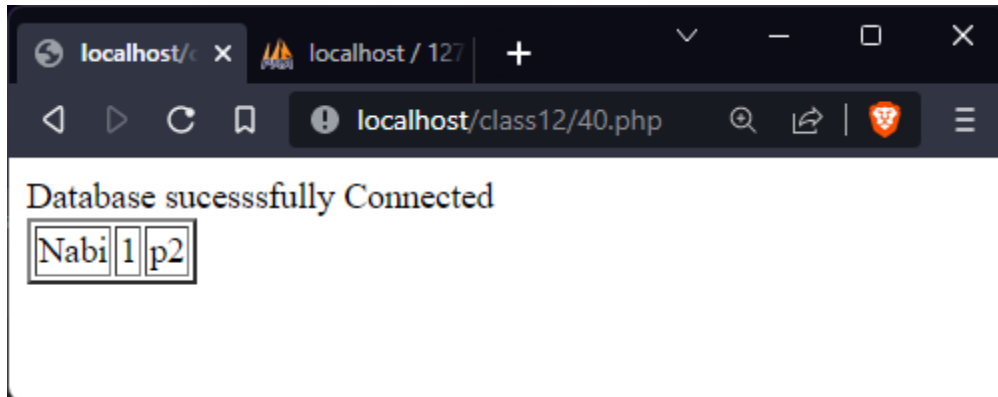 localhost/c
localhost / 127
localhost/class12/40.php
Database sucesssfully Connected
Nabi 1 p2